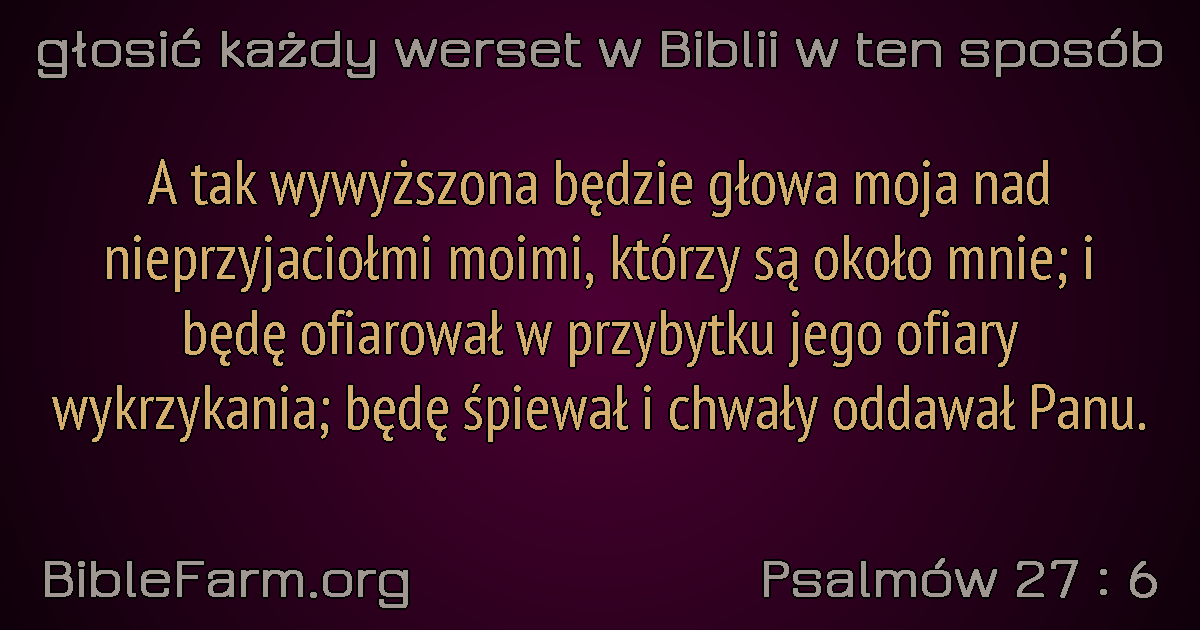 głosić każdy werset w Biblii w ten sposób
A tak wywyższona będzie głowa moja nad
nieprzyjaciołmi moimi, którzy są około mnie; i
będę ofiarował w przybytku jego ofiary
wykrzykania; będę śpiewał i chwały oddawał Panu.
BibleFarm.org
Psalmów 27 : 6